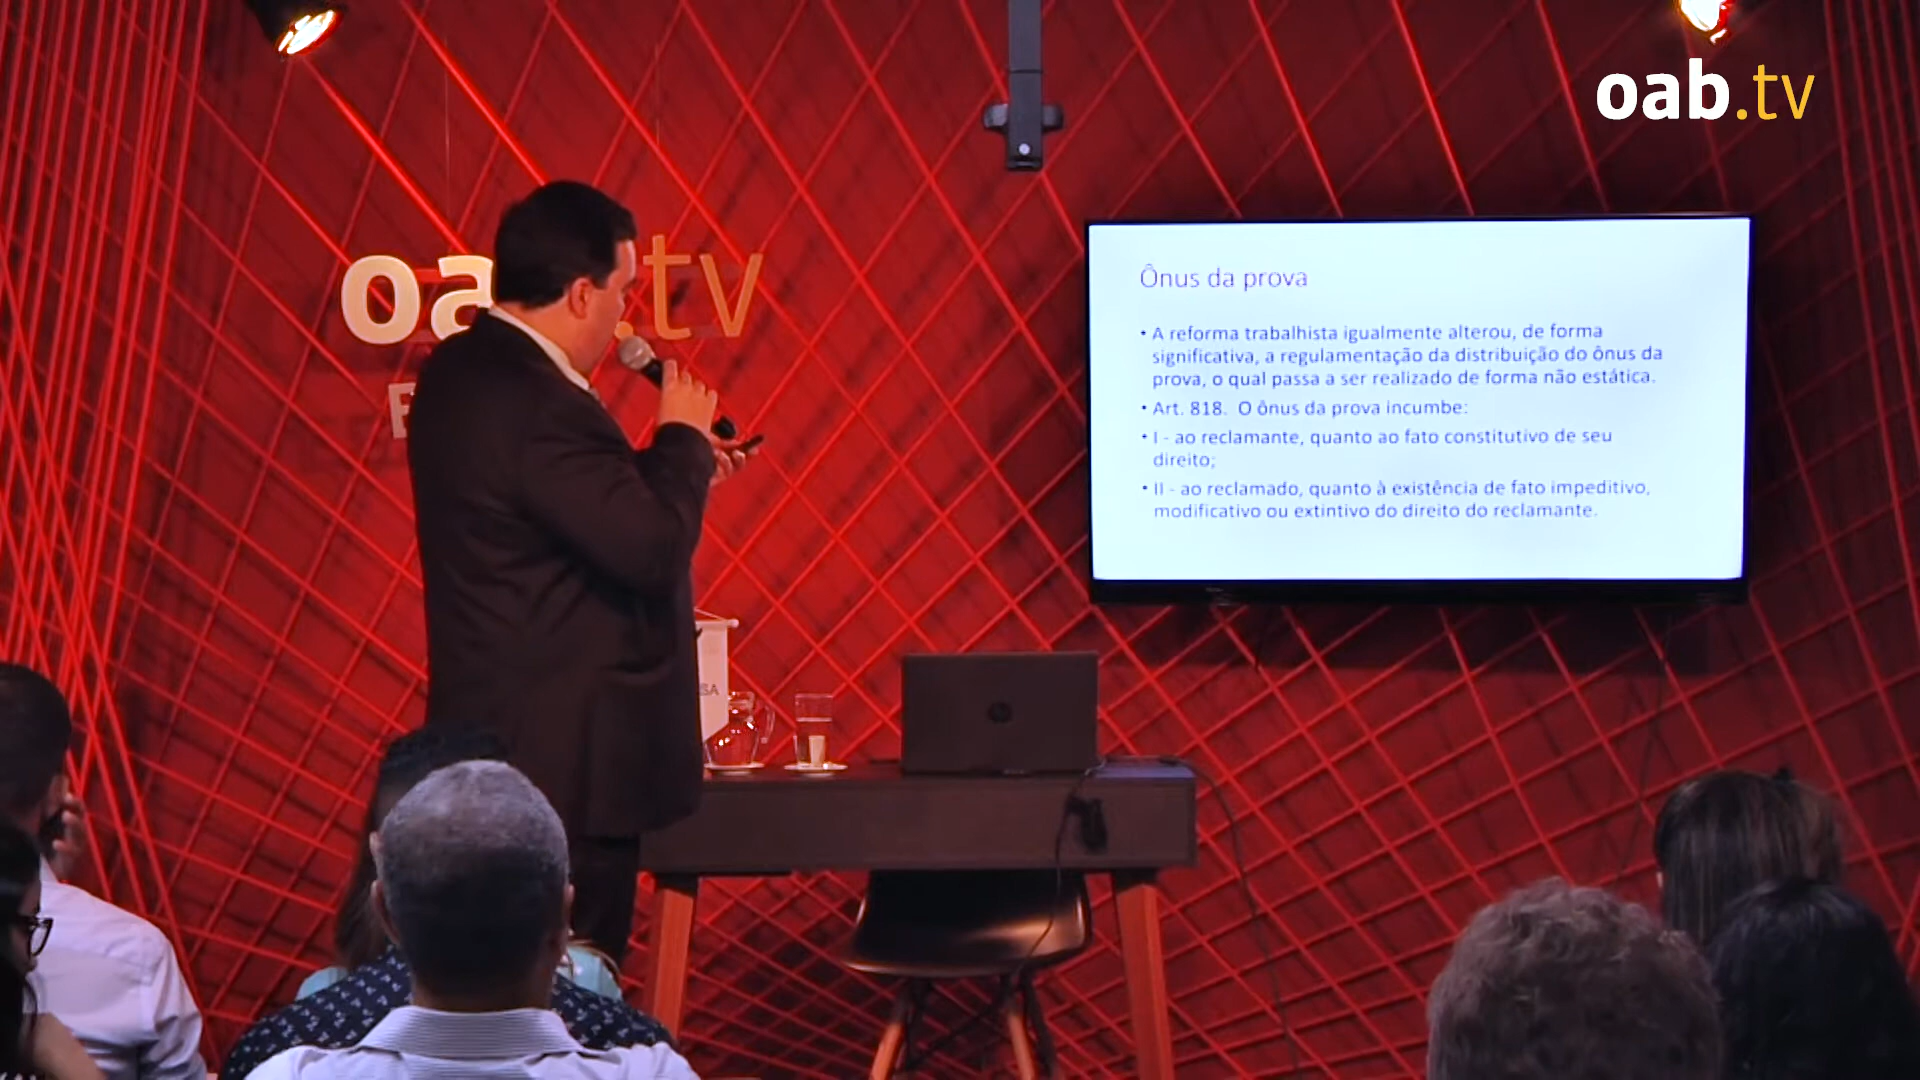 oab.tv
oa .tv
Ônus da prova
• A reforma trabalhista igualmente alterou, de forma
significativa, a regulamentação da distribuição do ônus da
prova, o qual passa a ser realizado de forma não estática.
• Art. 818. O ônus da prova incumbe:
• I - ao reclamante, quanto ao fato constitutivo de seu
direito;
• II - ao reclamado, quanto à existência de fato impeditivo,
modificativo ou extintivo do direito do reclamante.